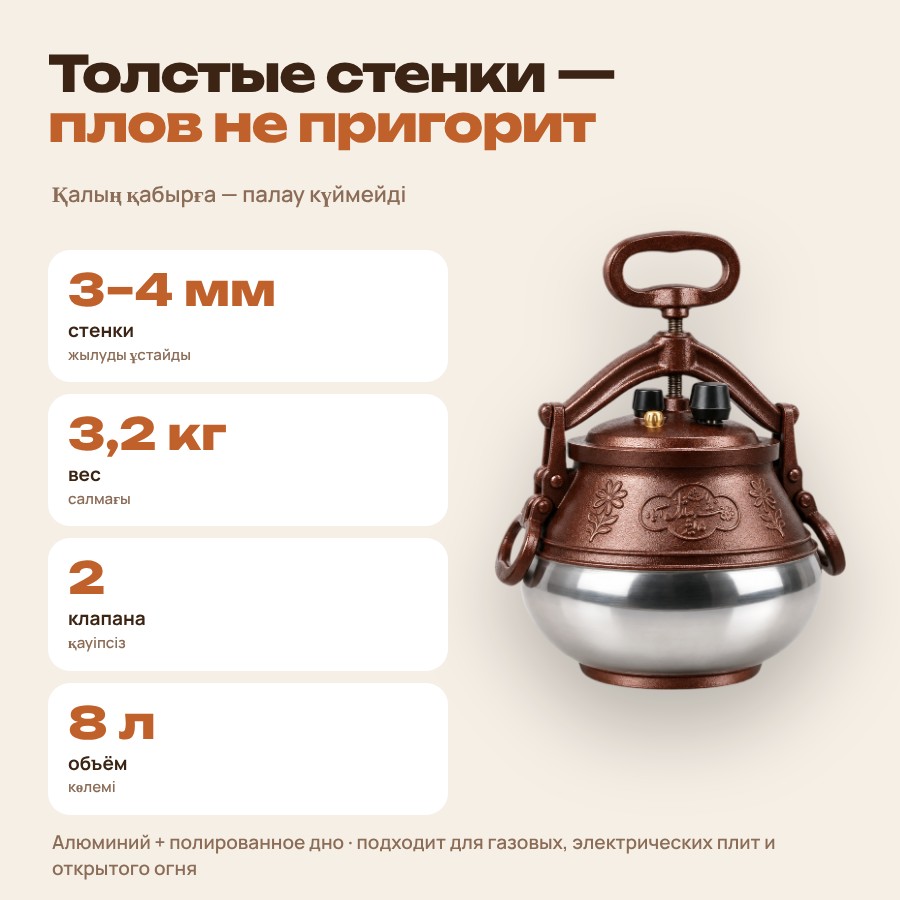 Толстые стенки —
плов не пригорит
Қалың қабырға — палау күймейді
3–4 мм
стенки
жылуды ұстайды
3,2 кг
вес
салмағы
2
клапана
қауіпсіз
8 л
объём
көлемі
Алюминий + полированное дно · подходит для газовых, электрических плит и
открытого огня